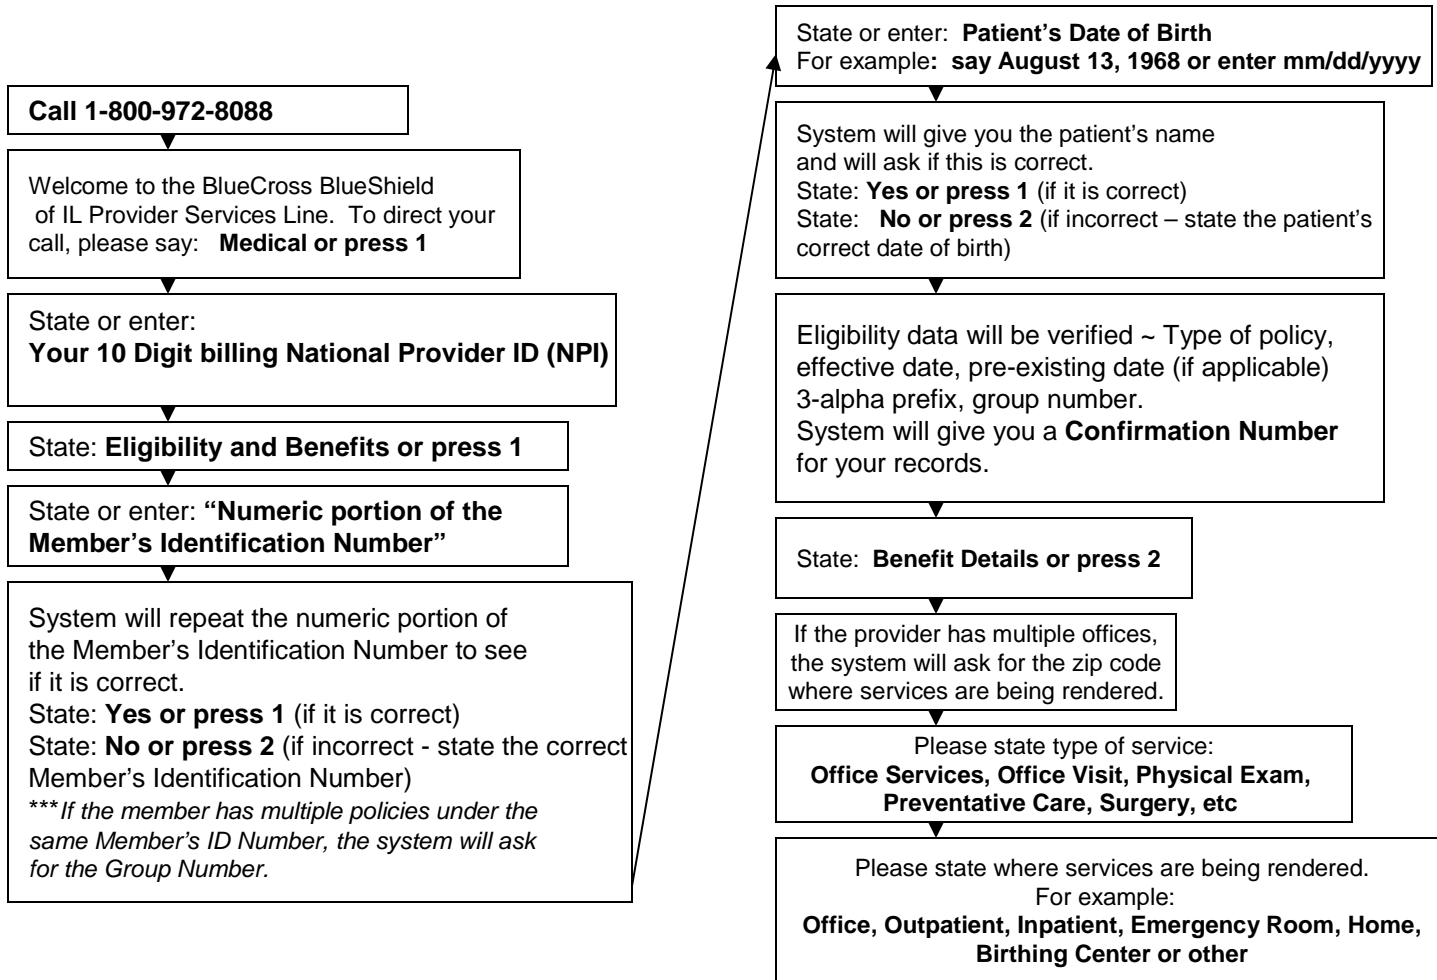 Call 1-800-972-8088
Welcome to the BlueCross BlueShield
of IL Provider Services Line. To direct your
call, please say: Medical or press 1
State or enter:
Your 10 Digit billing National Provider ID (NPI)
State: Eligibility and Benefits or press 1
State or enter: “Numeric portion of the
Member’s Identification Number”
System will repeat the numeric portion of
the Member’s Identification Number to see
if it is correct.
State: Yes or press 1 (if it is correct)
State: No or press 2 (if incorrect - state the correct
Member’s Identification Number)
***If the member has multiple policies under the
same Member’s ID Number, the system will ask
for the Group Number.
State or enter: Patient’s Date of Birth
For example: say August 13, 1968 or enter mm/dd/yyyy
System will give you the patient’s name
and will ask if this is correct.
State: Yes or press 1 (if it is correct)
State: No or press 2 (if incorrect – state the patient’s
correct date of birth)
Eligibility data will be verified ~ Type of policy,
effective date, pre-existing date (if applicable)
3-alpha prefix, group number.
System will give you a Confirmation Number
for your records.
State: Benefit Details or press 2
If the provider has multiple offices,
the system will ask for the zip code
where services are being rendered.
Please state type of service:
Office Services, Office Visit, Physical Exam,
Preventative Care, Surgery, etc
Please state where services are being rendered.
For example:
Office, Outpatient, Inpatient, Emergency Room, Home,
Birthing Center or other